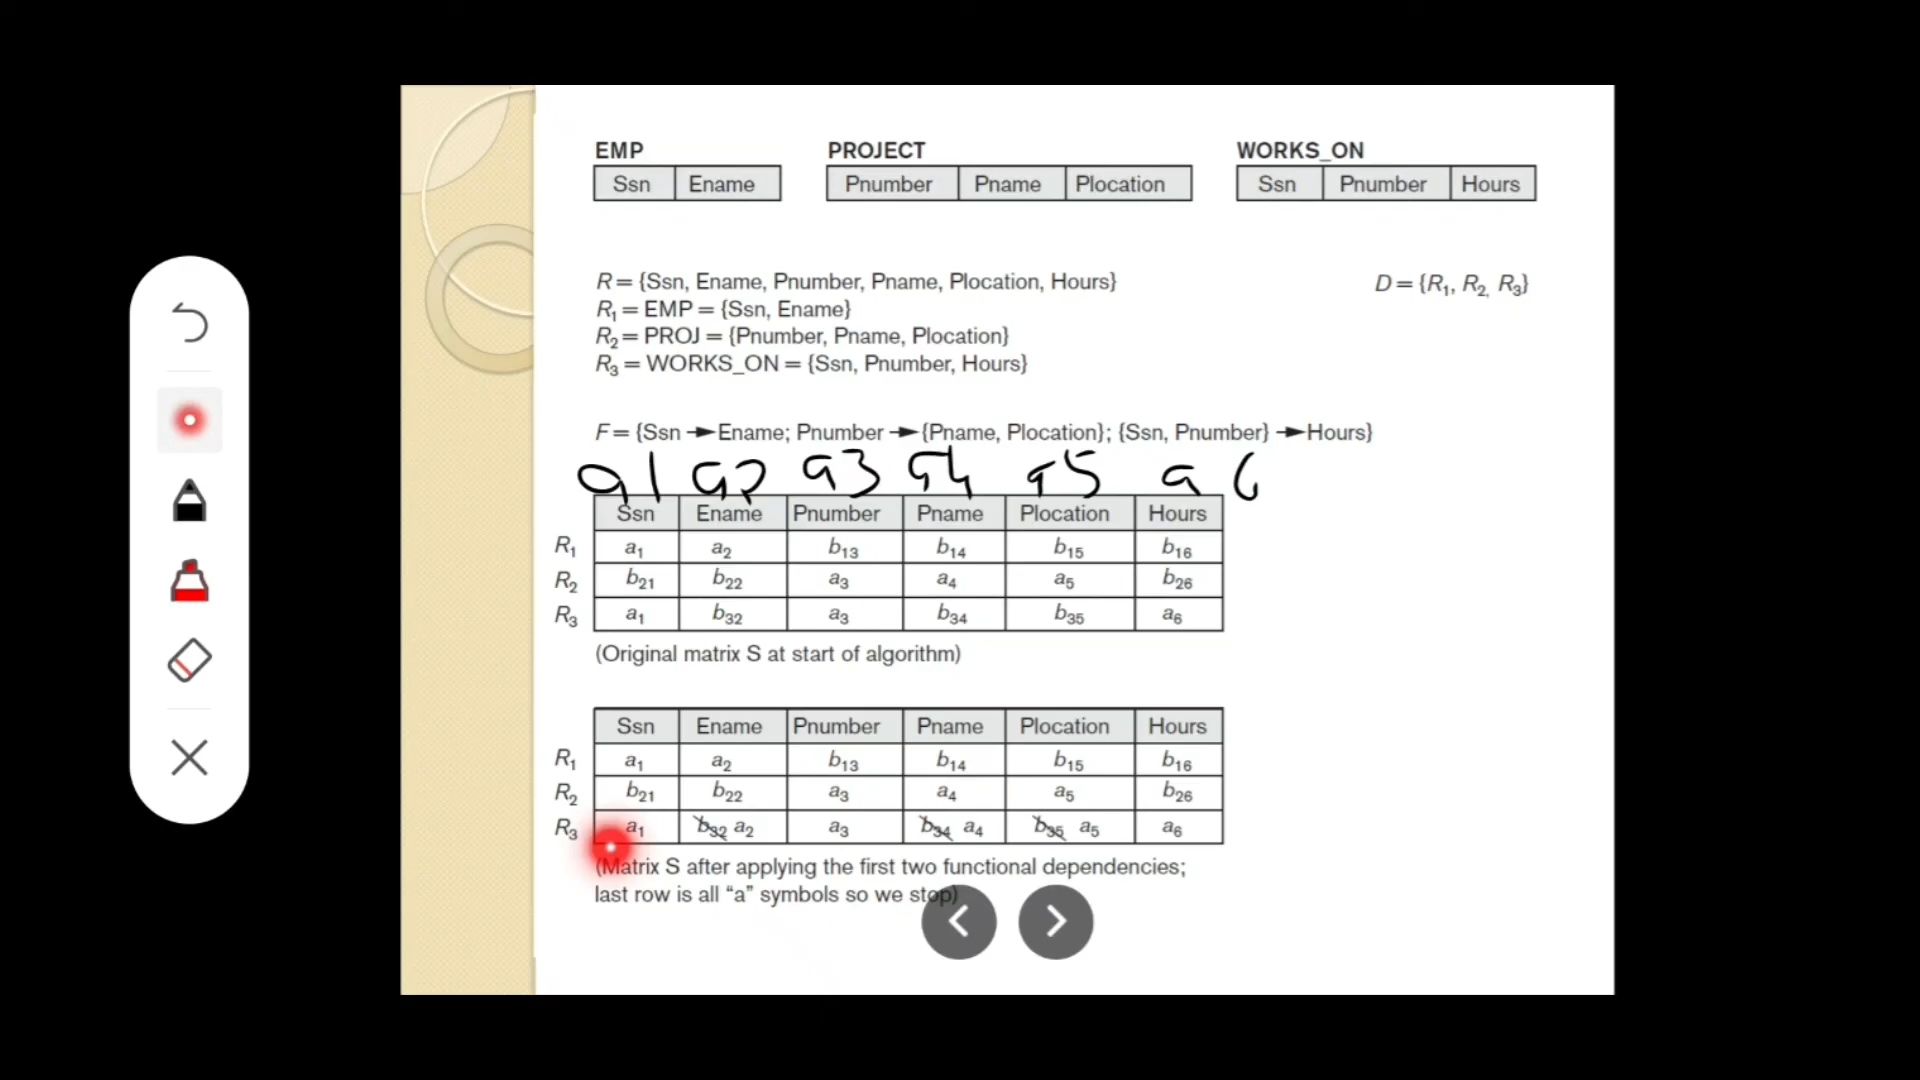 EMP PROJECT WORKS_ON
Ssn Ename Pnumber Pname Plocation Ssn Pnumber Hours
R = {Ssn, Ename, Pnumber, Pname, Plocation, Hours} D = {R₁, R₂, R₃}
R₁ = EMP = {Ssn, Ename}
R₂ = PROJ = {Pnumber, Pname, Plocation}
R₃ = WORKS_ON = {Ssn, Pnumber, Hours}
F = {Ssn → Ename; Pnumber → {Pname, Plocation}; {Ssn, Pnumber} → Hours}
a1 a2 a3 a4 a5 a6
Ssn Ename Pnumber Pname Plocation Hours
R₁ a₁ a₂ b₁₃ b₁₄ b₁₅ b₁₆
R₂ b₂₁ b₂₂ a₃ a₄ a₅ b₂₆
R₃ a₁ b₃₂ a₃ b₃₄ b₃₅ a₆
(Original matrix S at start of algorithm)
Ssn Ename Pnumber Pname Plocation Hours
R₁ a₁ a₂ b₁₃ b₁₄ b₁₅ b₁₆
R₂ b₂₁ b₂₂ a₃ a₄ a₅ b₂₆
R₃ a₁ b₃₂ a₂ a₃ b₃₄ a₄ b₃₅ a₅ a₆
(Matrix S after applying the first two functional dependencies;
last row is all “a” symbols so we stop)